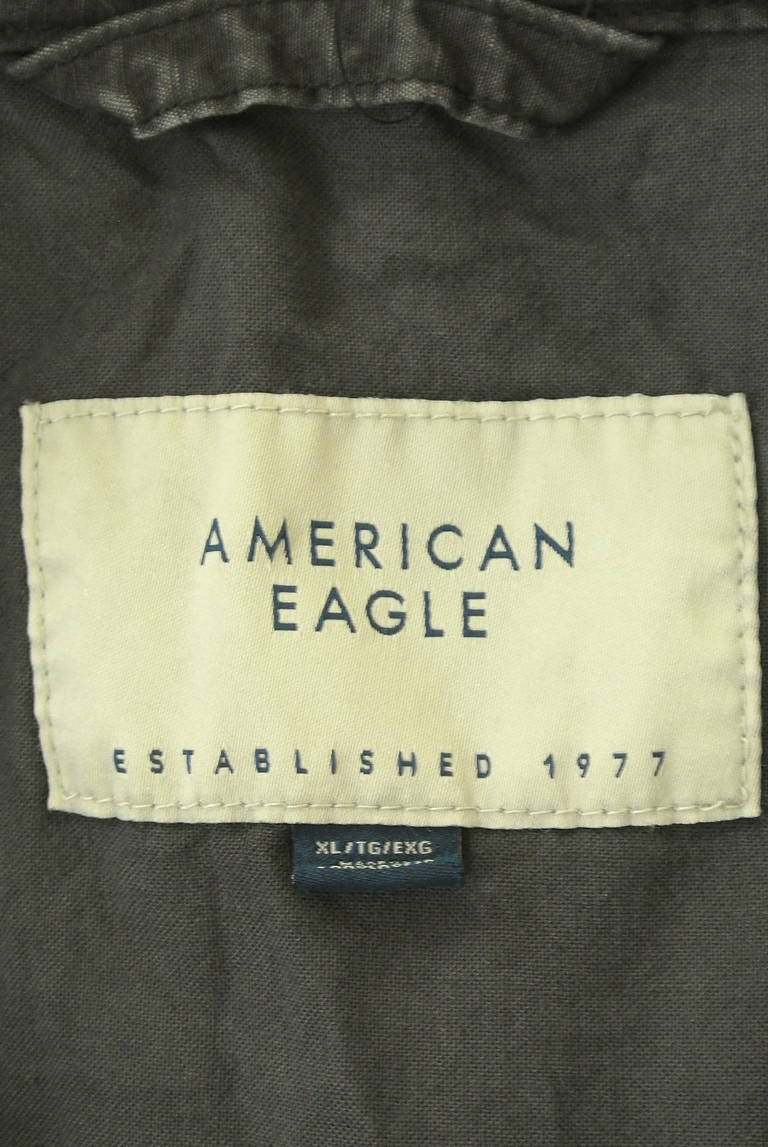 AMERICAN
EAGLE
ESTABLISHED 1977
XL/TG/EXG